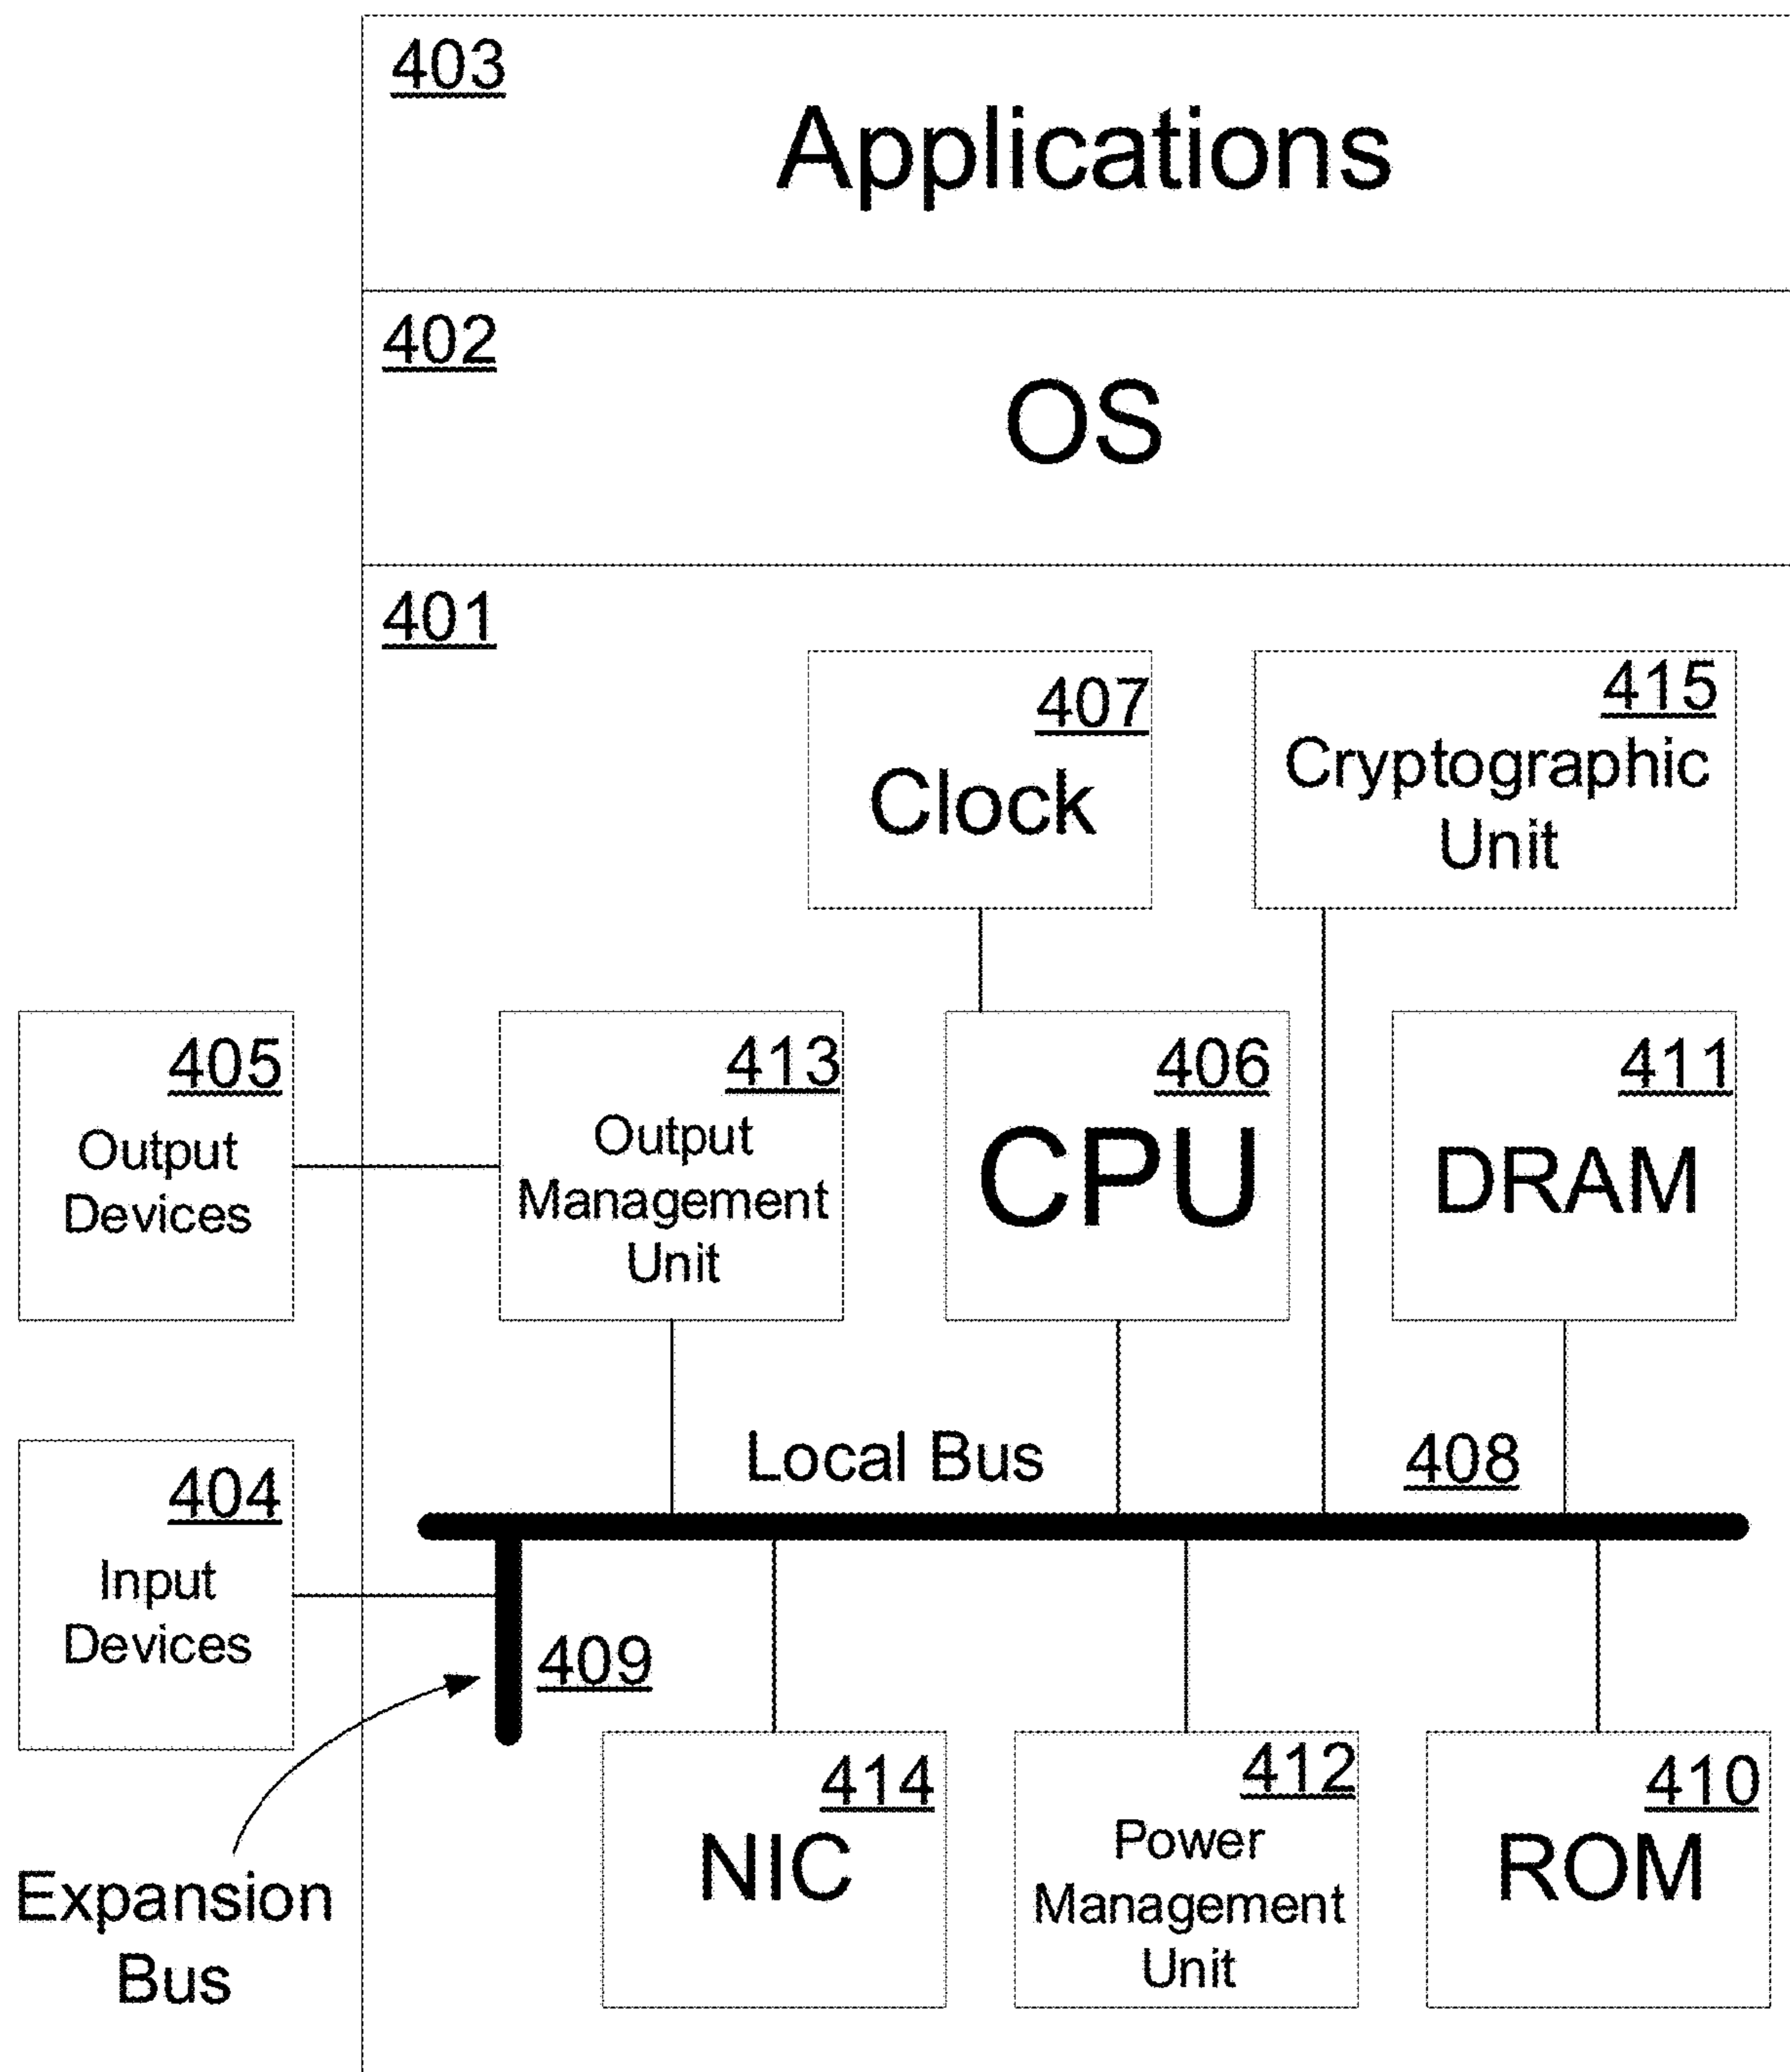 403
Applications
402
OS
401
407
Clock
415
Cryptographic
Unit
405
Output
Devices
413
Output
Management
Unit
406
CPU
411
DRAM
Local Bus
408
404
Input
Devices
409
Expansion
Bus
414
NIC
412
Power
Management
Unit
410
ROM